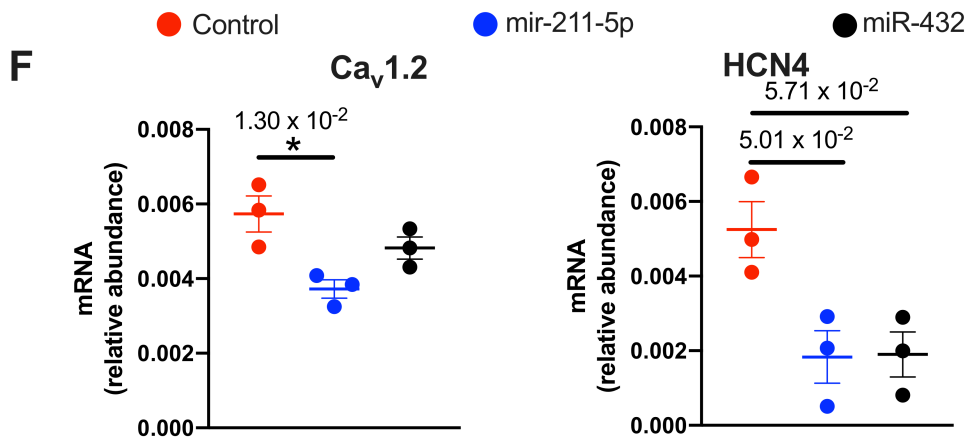 Control mir-211-5p miR-432
F
Cav1.2
1.30 x 10-2
*
0.008
0.006
0.004
0.002
0.000
mRNA
(relative abundance)
HCN4
5.71 x 10-2
5.01 x 10-2
0.008
0.006
0.004
0.002
0.000
mRNA
(relative abundance)